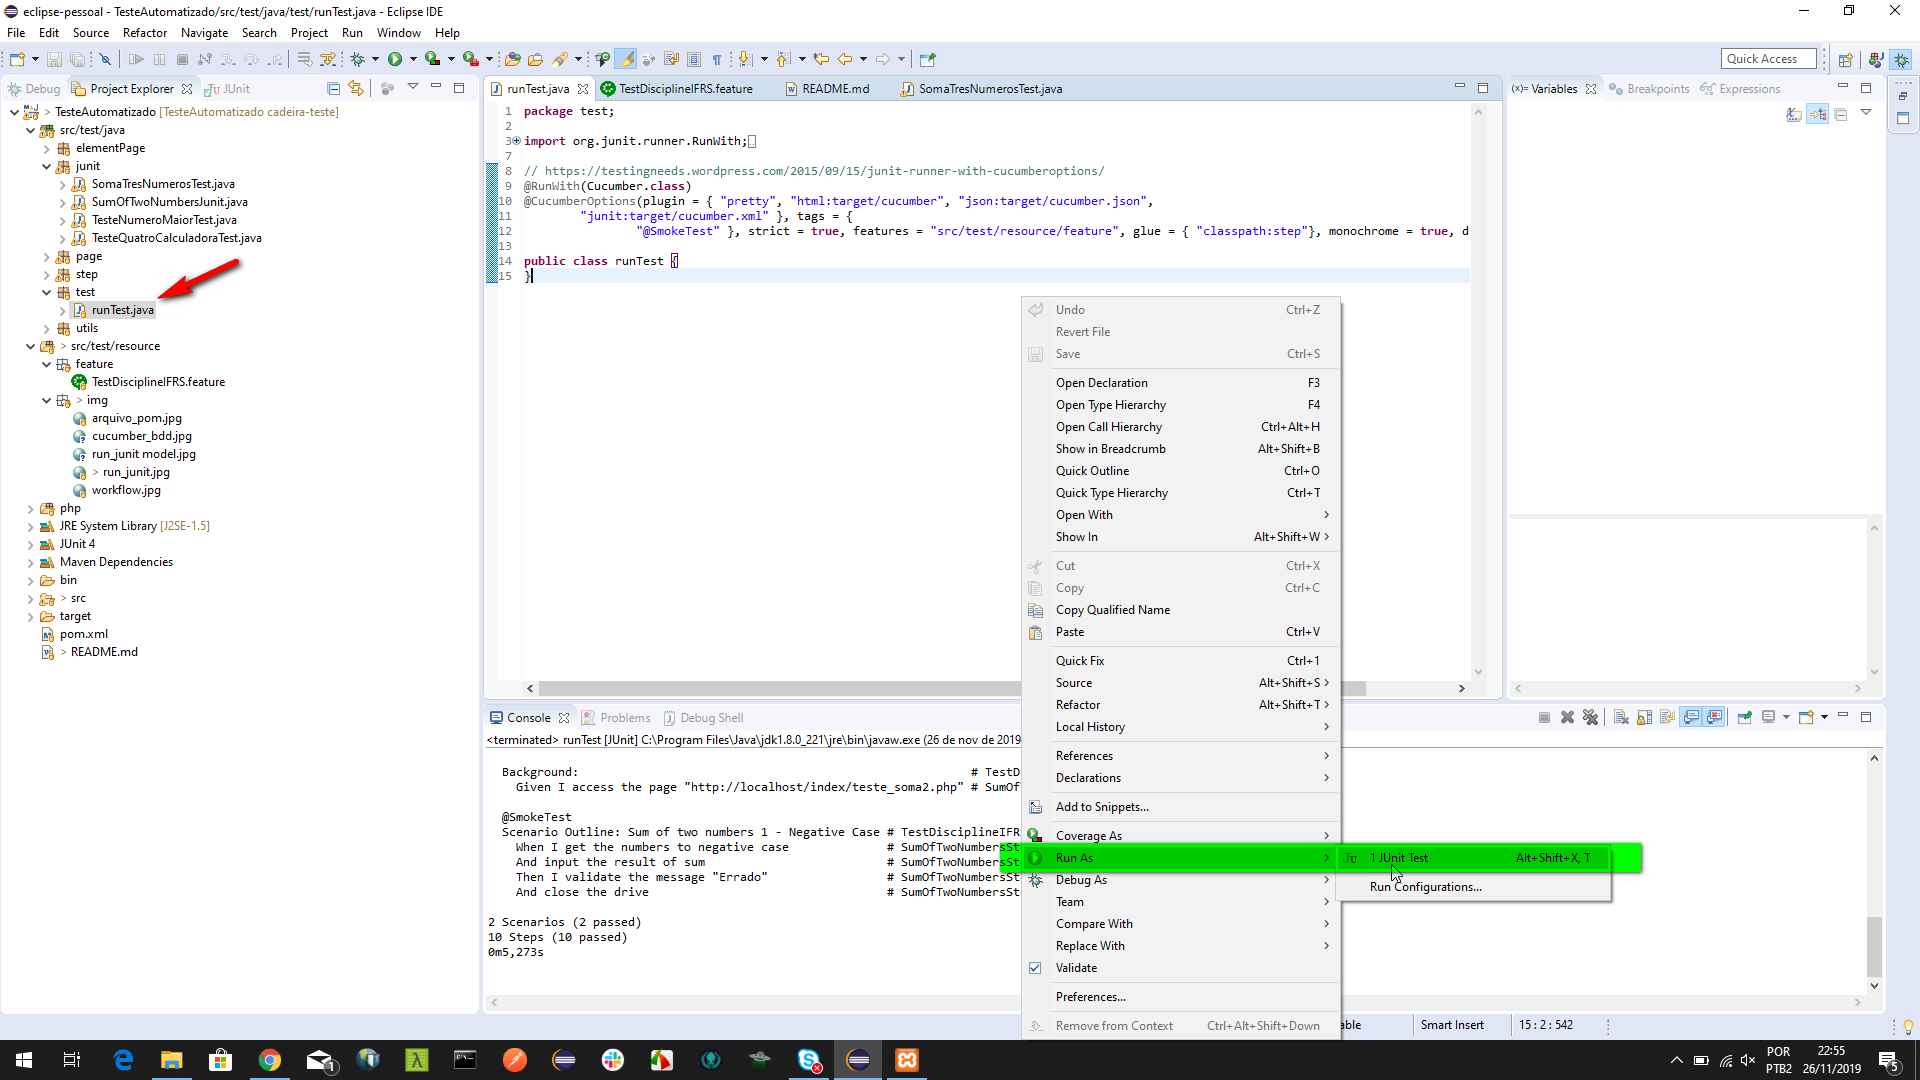 eclipse-pessoal - TesteAutomatizado/src/test/java/test/runTest.java - Eclipse IDE
File Edit Source Refactor Navigate Search Project Run Window Help
Quick Access
Debug Project Explorer JUnit
> TesteAutomatizado [TesteAutomatizado cadeira-teste]
src/test/java
elementPage
junit
SomaTresNumerosTest.java
SumOfTwoNumbersJunit.java
TesteNumeroMaiorTest.java
TesteQuatroCalculadoraTest.java
page
step
test
runTest.java
utils
> src/test/resource
feature
TestDisciplineIFRS.feature
> img
arquivo_pom.jpg
cucumber_bdd.jpg
run_junit model.jpg
> run_junit.jpg
workflow.jpg
php
JRE System Library [J2SE-1.5]
JUnit 4
Maven Dependencies
bin
> src
target
pom.xml
> README.md
runTest.java TestDisciplineIFRS.feature README.md SomaTresNumerosTest.java
1 package test;
2
3 import org.junit.runner.RunWith;
7
8 // https://testingneeds.wordpress.com/2015/09/15/junit-runner-with-cucumberoptions/
9 @RunWith(Cucumber.class)
10 @CucumberOptions(plugin = { "pretty", "html:target/cucumber", "json:target/cucumber.json",
11 "junit:target/cucumber.xml" }, tags = {
12 "@SmokeTest" }, strict = true, features = "src/test/resource/feature", glue = { "classpath:step"}, monochrome = true, d
13
14 public class runTest {
15 }
(x)= Variables Breakpoints Expressions
Undo Ctrl+Z
Revert File
Save Ctrl+S
Open Declaration F3
Open Type Hierarchy F4
Open Call Hierarchy Ctrl+Alt+H
Show in Breadcrumb Alt+Shift+B
Quick Outline Ctrl+O
Quick Type Hierarchy Ctrl+T
Open With
Show In Alt+Shift+W
Cut Ctrl+X
Copy Ctrl+C
Copy Qualified Name
Paste Ctrl+V
Quick Fix Ctrl+1
Source Alt+Shift+S
Refactor Alt+Shift+T
Local History
References
Declarations
Add to Snippets...
Coverage As
Run As
Debug As
Team
Compare With
Replace With
Validate
Preferences...
Remove from Context Ctrl+Alt+Shift+Down
Ju 1 JUnit Test Alt+Shift+X, T
Run Configurations...
Console Problems Debug Shell
<terminated> runTest [JUnit] C:\Program Files\Java\jdk1.8.0_221\jre\bin\javaw.exe (26 de nov de 2019
Background: # TestD
Given I access the page "http://localhost/index/teste_soma2.php" # SumOf
@SmokeTest
Scenario Outline: Sum of two numbers 1 - Negative Case # TestDisciplineIFR
When I get the numbers to negative case # SumOfTwoNumbersSt
And input the result of sum # SumOfTwoNumbersSt
Then I validate the message "Errado" # SumOfTwoNumbersSt
And close the drive # SumOfTwoNumbersSt
2 Scenarios (2 passed)
10 Steps (10 passed)
0m5,273s
able Smart Insert 15 : 2 : 542
1
POR
PTB2
22:55
26/11/2019
5